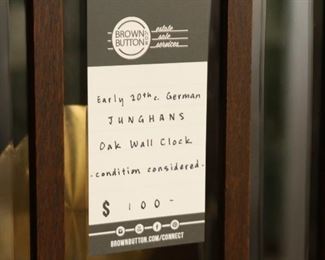 BROWN
BUTTON
estate
sale
services
Early 20th c. German
JUNGHANS
Oak Wall Clock
-condition considered-
$ 100-
BROWNBUTTON.COM/CONNECT